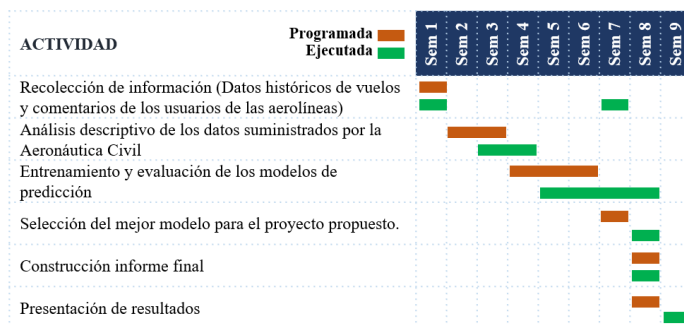 ACTIVIDAD
Programada
Ejecutada
Sem 1
Sem 2
Sem 3
Sem 4
Sem 5
Sem 6
Sem 7
Sem 8
Sem 9
Recolección de información (Datos históricos de vuelos
y comentarios de los usuarios de las aerolíneas)
Análisis descriptivo de los datos suministrados por la
Aeronáutica Civil
Entrenamiento y evaluación de los modelos de
predicción
Selección del mejor modelo para el proyecto propuesto.
Construcción informe final
Presentación de resultados